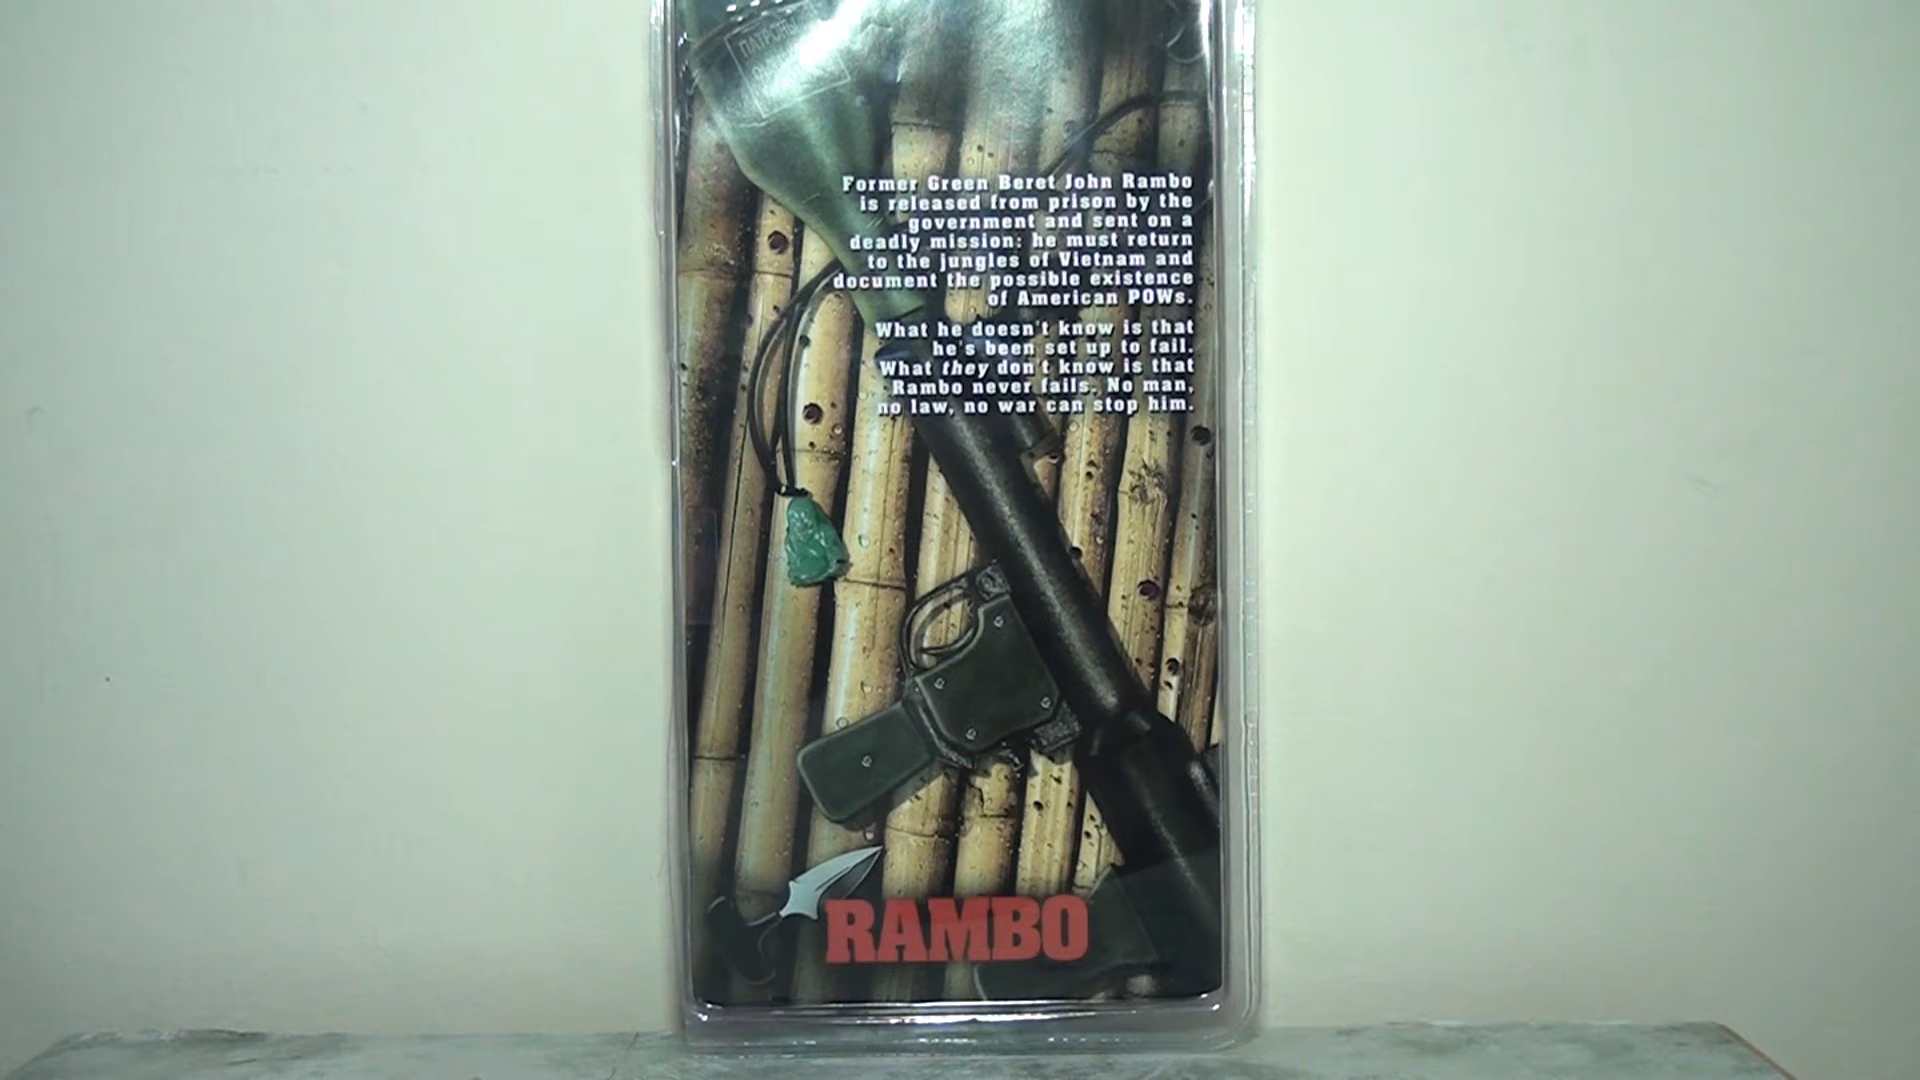 ПАТРОН
Former Green Beret John Rambo
is released from prison by the
government and sent on a
deadly mission: he must return
to the jungles of Vietnam and
document the possible existence
of American POWs.
What he doesn't know is that
he's been set up to fail.
What they don't know is that
Rambo never fails. No man,
no law, no war can stop him.
RAMBO